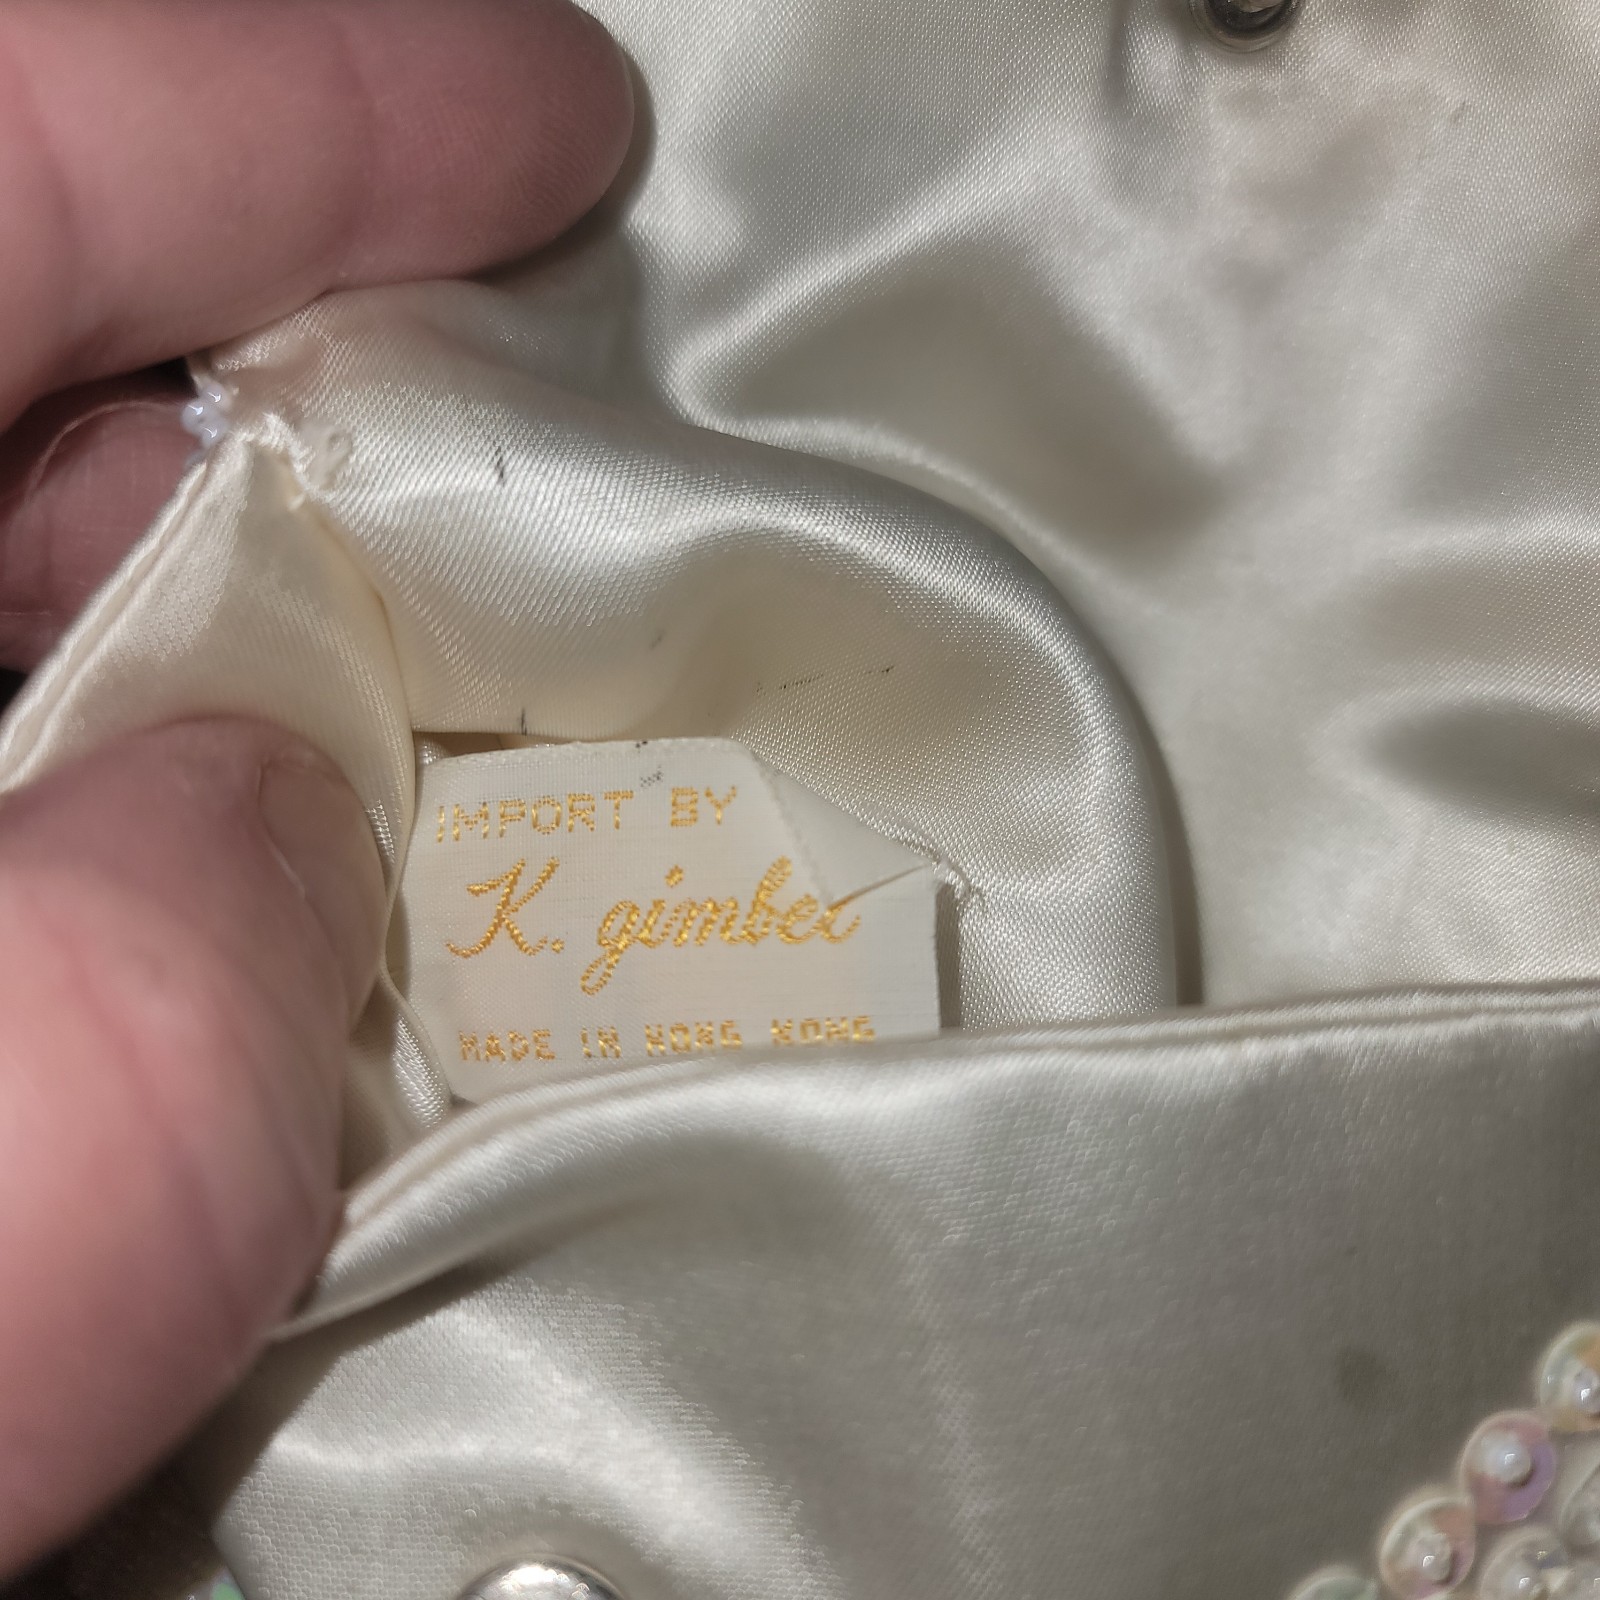 IMPORT BY
K. gimbel
MADE IN HONG KONG